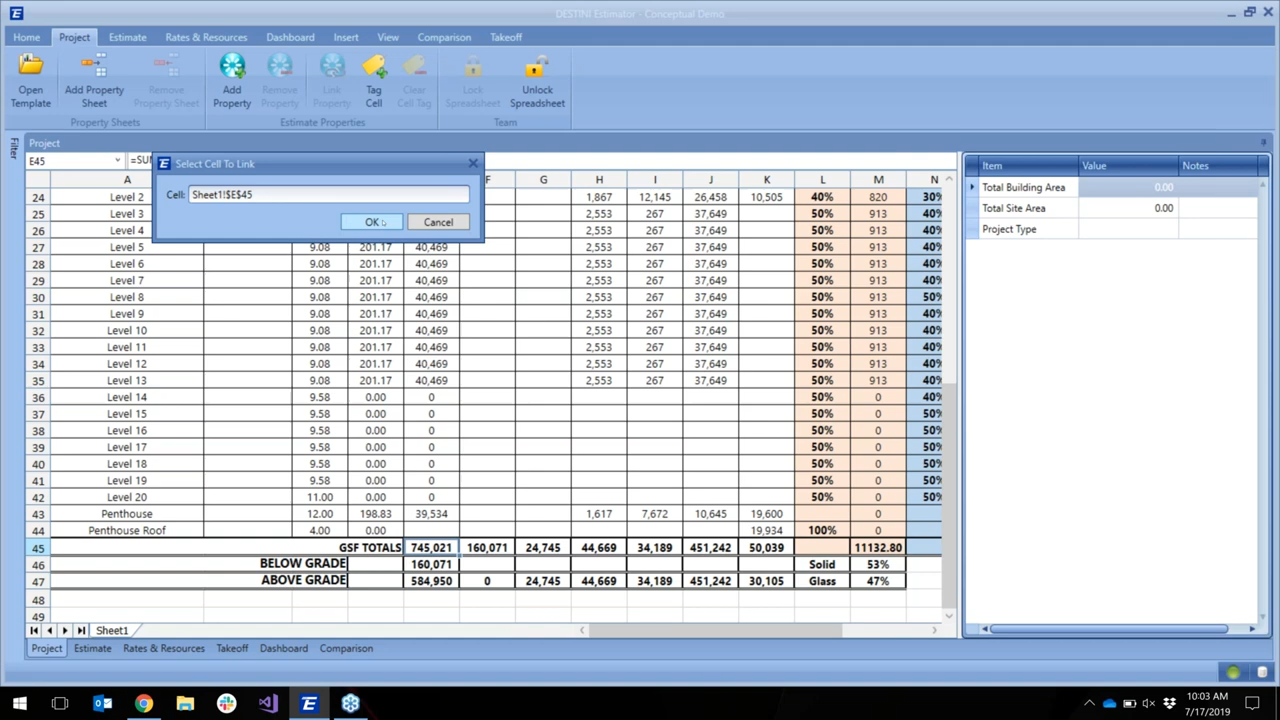 DESTINI Estimator - Conceptual Demo
Home Project Estimate Rates & Resources Dashboard Insert View Comparison Takeoff
Open Template
Add Property Sheet
Remove Property Sheet
Add Property
Remove Property
Link Property
Tag Cell
Clear Cell Tag
Lock Spreadsheet
Unlock Spreadsheet
Property Sheets Estimate Properties Team
Filter
Project
E45 =SUM
Select Cell To Link
Cell: Sheet1!$E$45
OK Cancel
A F G H I J K L M N
24 Level 2 1,867 12,145 26,458 10,505 40% 820 30%
25 Level 3 2,553 267 37,649 50% 913 40%
26 Level 4 2,553 267 37,649 50% 913 40%
27 Level 5 9.08 201.17 40,469 2,553 267 37,649 50% 913 40%
28 Level 6 9.08 201.17 40,469 2,553 267 37,649 50% 913 40%
29 Level 7 9.08 201.17 40,469 2,553 267 37,649 50% 913 40%
30 Level 8 9.08 201.17 40,469 2,553 267 37,649 50% 913 50%
31 Level 9 9.08 201.17 40,469 2,553 267 37,649 50% 913 40%
32 Level 10 9.08 201.17 40,469 2,553 267 37,649 50% 913 40%
33 Level 11 9.08 201.17 40,469 2,553 267 37,649 50% 913 40%
34 Level 12 9.08 201.17 40,469 2,553 267 37,649 50% 913 40%
35 Level 13 9.08 201.17 40,469 2,553 267 37,649 50% 913 40%
36 Level 14 9.58 0.00 0 50% 0 40%
37 Level 15 9.58 0.00 0 50% 0 50%
38 Level 16 9.58 0.00 0 50% 0 50%
39 Level 17 9.58 0.00 0 50% 0 50%
40 Level 18 9.58 0.00 0 50% 0 50%
41 Level 19 9.58 0.00 0 50% 0 50%
42 Level 20 11.00 0.00 0 50% 0 50%
43 Penthouse 12.00 198.83 39,534 1,617 7,672 10,645 19,600 0
44 Penthouse Roof 4.00 0.00 19,934 100% 0
45 GSF TOTALS 745,021 160,071 24,745 44,669 34,189 451,242 50,039 11132.80
46 BELOW GRADE 160,071 Solid 53%
47 ABOVE GRADE 584,950 0 24,745 44,669 34,189 451,242 30,105 Glass 47%
48
49
Sheet1
Item Value Notes
Total Building Area 0.00
Total Site Area 0.00
Project Type
Project Estimate Rates & Resources Takeoff Dashboard Comparison
10:03 AM
7/17/2019